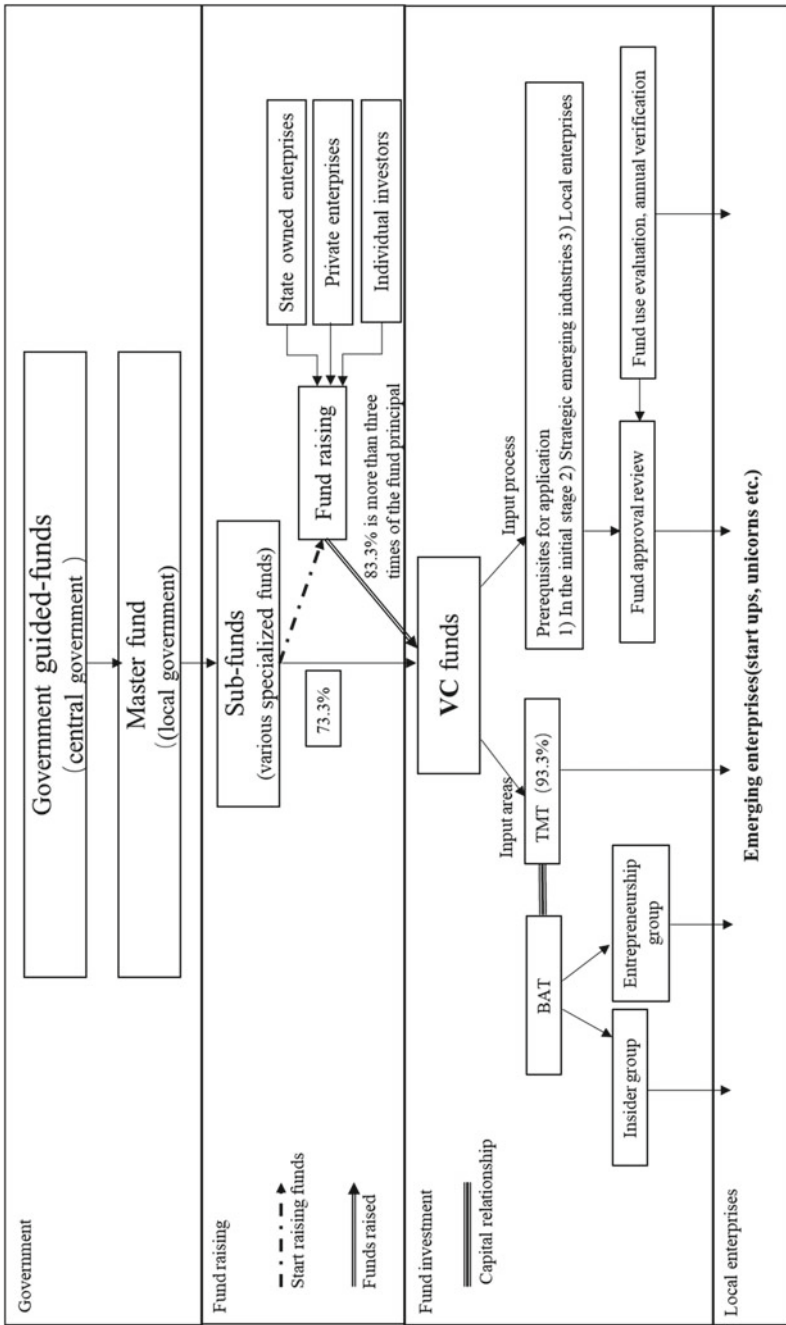 Government
Government guided-funds
(central government)
Master fund
((local government)
Fund raising
Start raising funds
Funds raised
Sub-funds
(various specialized funds)
73.3%
Fund raising
State owned enterprises
Private enterprises
Individual investors
83.3% is more than three
times of the fund principal
Fund investment
Capital relationship
VC funds
Input areas
Input process
BAT
TMT (93.3%)
Prerequisites for application
1) In the initial stage 2) Strategic emerging industries 3) Local enterprises
Insider group
Entrepreneurship
group
Fund approval review
Fund use evaluation, annual verification
Local enterprises
Emerging enterprises(start ups, unicorns etc.)